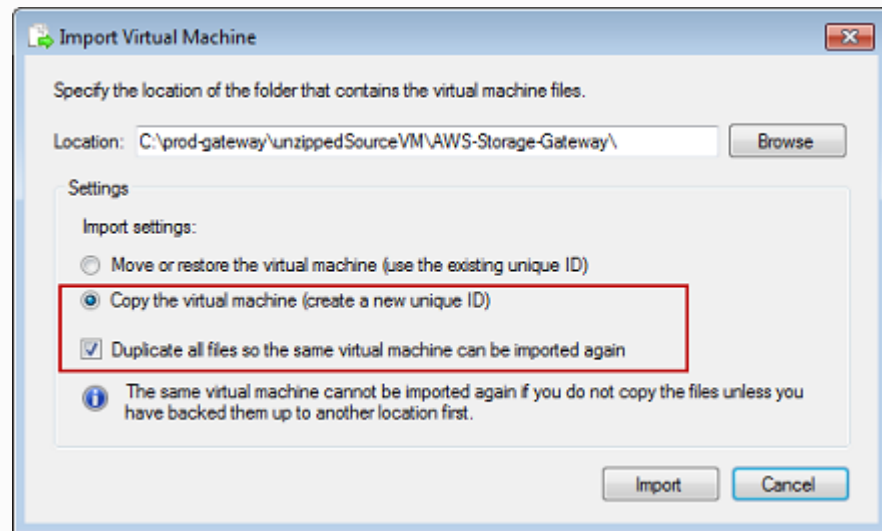 Import Virtual Machine
Specify the location of the folder that contains the virtual machine files.
Location: C:\prod-gateway\unzippedSourceVM\AWS-Storage-Gateway\ Browse
Settings
Import settings:
Move or restore the virtual machine (use the existing unique ID)
Copy the virtual machine (create a new unique ID)
Duplicate all files so the same virtual machine can be imported again
The same virtual machine cannot be imported again if you do not copy the files unless you
have backed them up to another location first.
Import Cancel